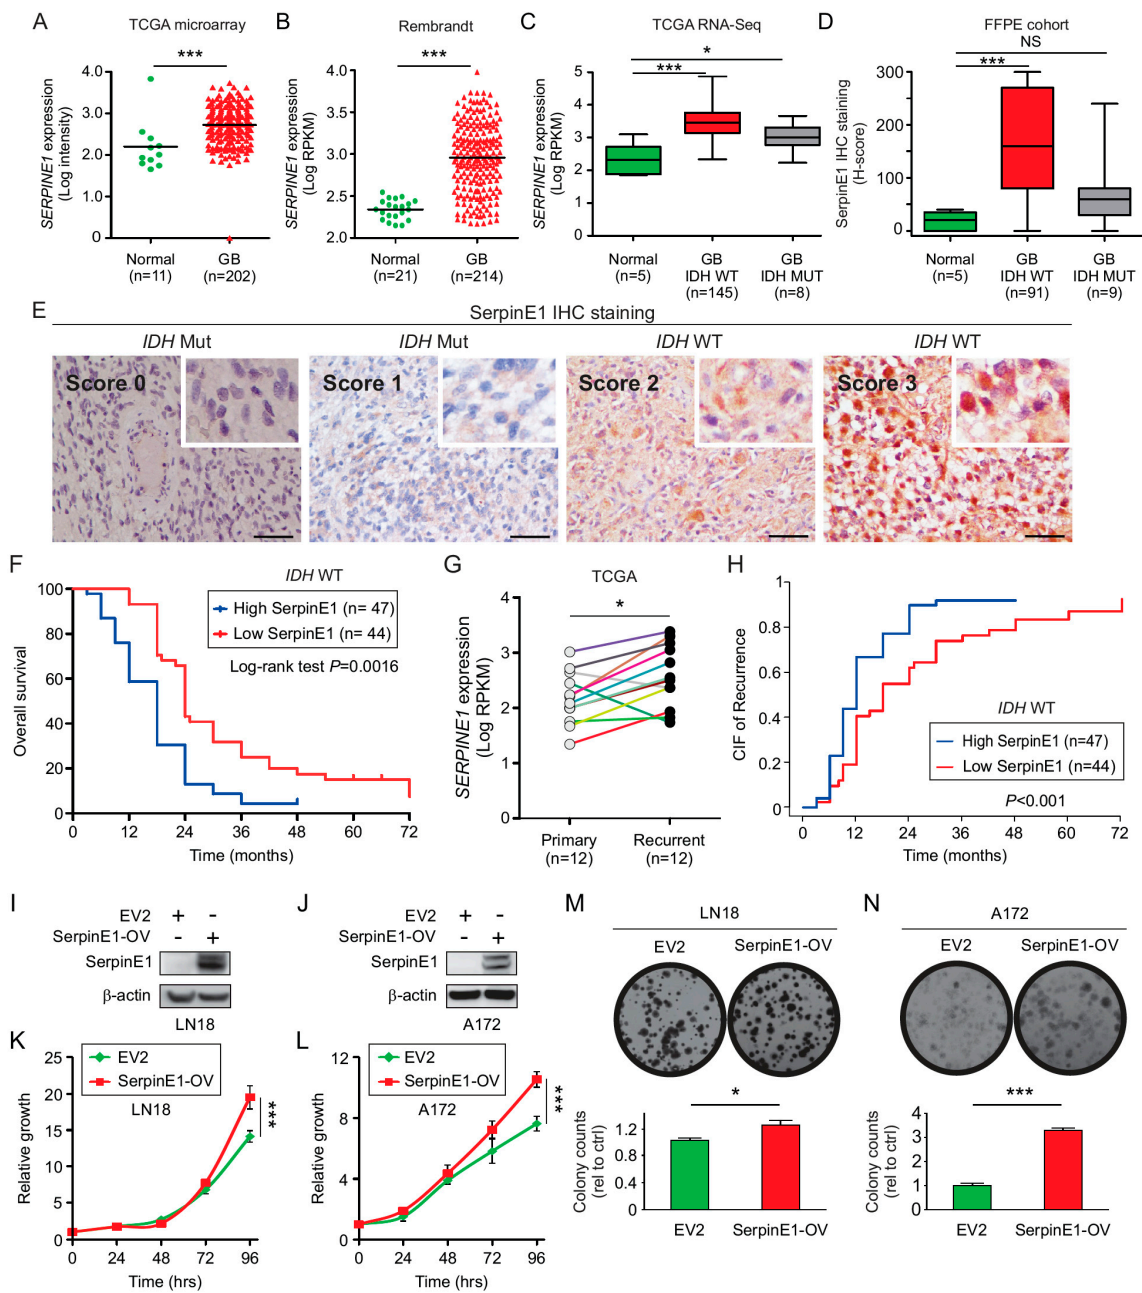 A
TCGA microarray
***
SERPINE1 expression
(Log intensity)
4.0
3.0
2.0
1.0
0
Normal
(n=11)
GB
(n=202)
B
Rembrandt
***
SERPINE1 expression
(Log RPKM)
4.0
3.5
3.0
2.5
2.0
Normal
(n=21)
GB
(n=214)
C
TCGA RNA-Seq
*
***
SERPINE1 expression
(Log RPKM)
5
4
3
2
1
0
Normal
(n=5)
GB
IDH WT
(n=145)
GB
IDH MUT
(n=8)
D
FFPE cohort
NS
***
SerpinE1 IHC staining
(H-score)
300
200
100
0
Normal
(n=5)
GB
IDH WT
(n=91)
GB
IDH MUT
(n=9)
E
SerpinE1 IHC staining
IDH Mut
IDH Mut
IDH WT
IDH WT
Score 0
Score 1
Score 2
Score 3
F
IDH WT
High SerpinE1 (n= 47)
Low SerpinE1 (n= 44)
Log-rank test P=0.0016
Overall survival
100
80
60
40
20
0
0 12 24 36 48 60 72
Time (months)
G
TCGA
*
SERPINE1 expression
(Log RPKM)
4
3
2
1
0
Primary
(n=12)
Recurrent
(n=12)
H
CIF of Recurrence
1
0.8
0.6
0.4
0.2
0
IDH WT
High SerpinE1 (n=47)
Low SerpinE1 (n=44)
P<0.001
0 12 24 36 48 60 72
Time (months)
I
EV2 + -
SerpinE1-OV - +
SerpinE1
β-actin
LN18
J
EV2 + -
SerpinE1-OV - +
SerpinE1
β-actin
A172
K
EV2
SerpinE1-OV
LN18
***
Relative growth
25
20
15
10
5
0
0 24 48 72 96
Time (hrs)
L
EV2
SerpinE1-OV
A172
***
Relative growth
12
8
4
0
0 24 48 72 96
Time (hrs)
M
LN18
EV2 SerpinE1-OV
*
Colony counts
(rel to ctrl)
1.2
0.8
0.4
0
EV2 SerpinE1-OV
N
A172
EV2 SerpinE1-OV
***
Colony counts
(rel to ctrl)
4
3
2
1
0
EV2 SerpinE1-OV